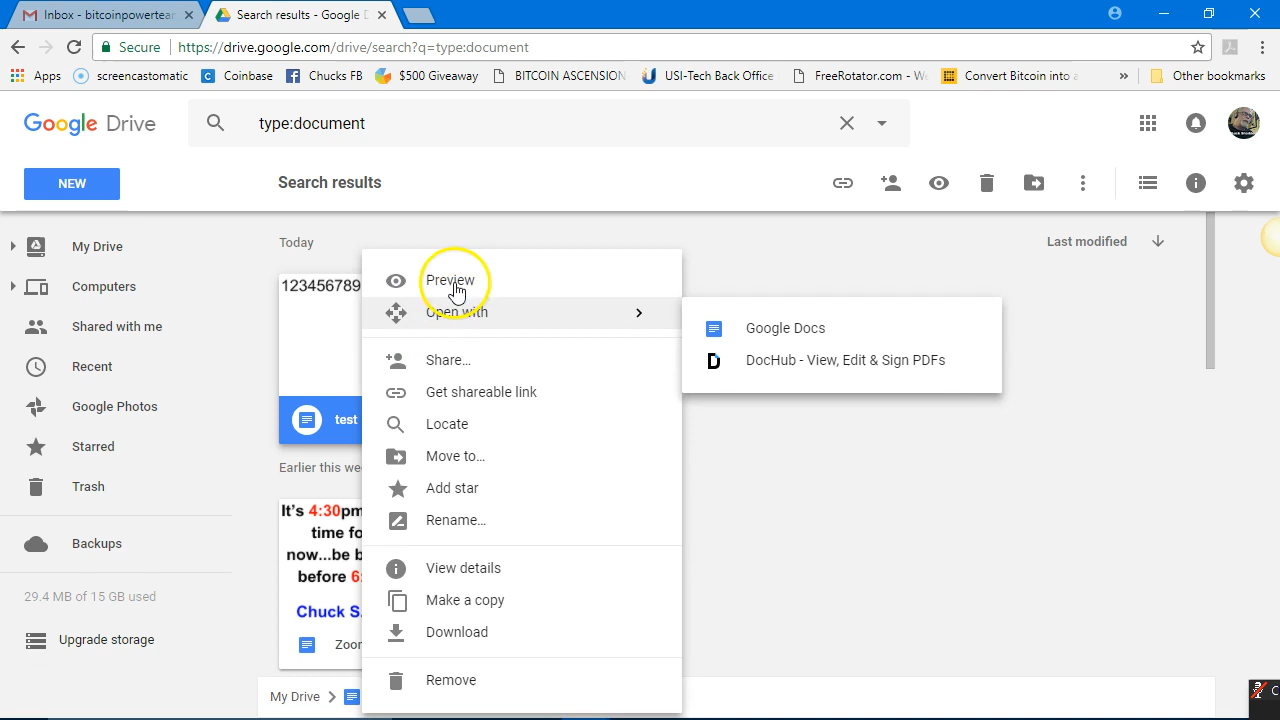 Inbox - bitcoinpowertear
Search results - Google D
Secure
https://drive.google.com/drive/search?q=type:document
Apps
screencastomatic
Coinbase
Chucks FB
$500 Giveaway
BITCOIN ASCENSION
USI-Tech Back Office
FreeRotator.com - W
Convert Bitcoin into a
»
Other bookmarks
Google Drive
type:document
NEW
Search results
My Drive
Computers
Shared with me
Recent
Google Photos
Starred
Trash
Backups
29.4 MB of 15 GB used
Upgrade storage
Today
Last modified
123456789
test
Earlier this we
It's 4:30pm
time fo
now...be b
before 6:
Chuck S.
Zoor
My Drive
Preview
Open with
Share...
Get shareable link
Locate
Move to...
Add star
Rename...
View details
Make a copy
Download
Remove
Google Docs
DocHub - View, Edit & Sign PDFs